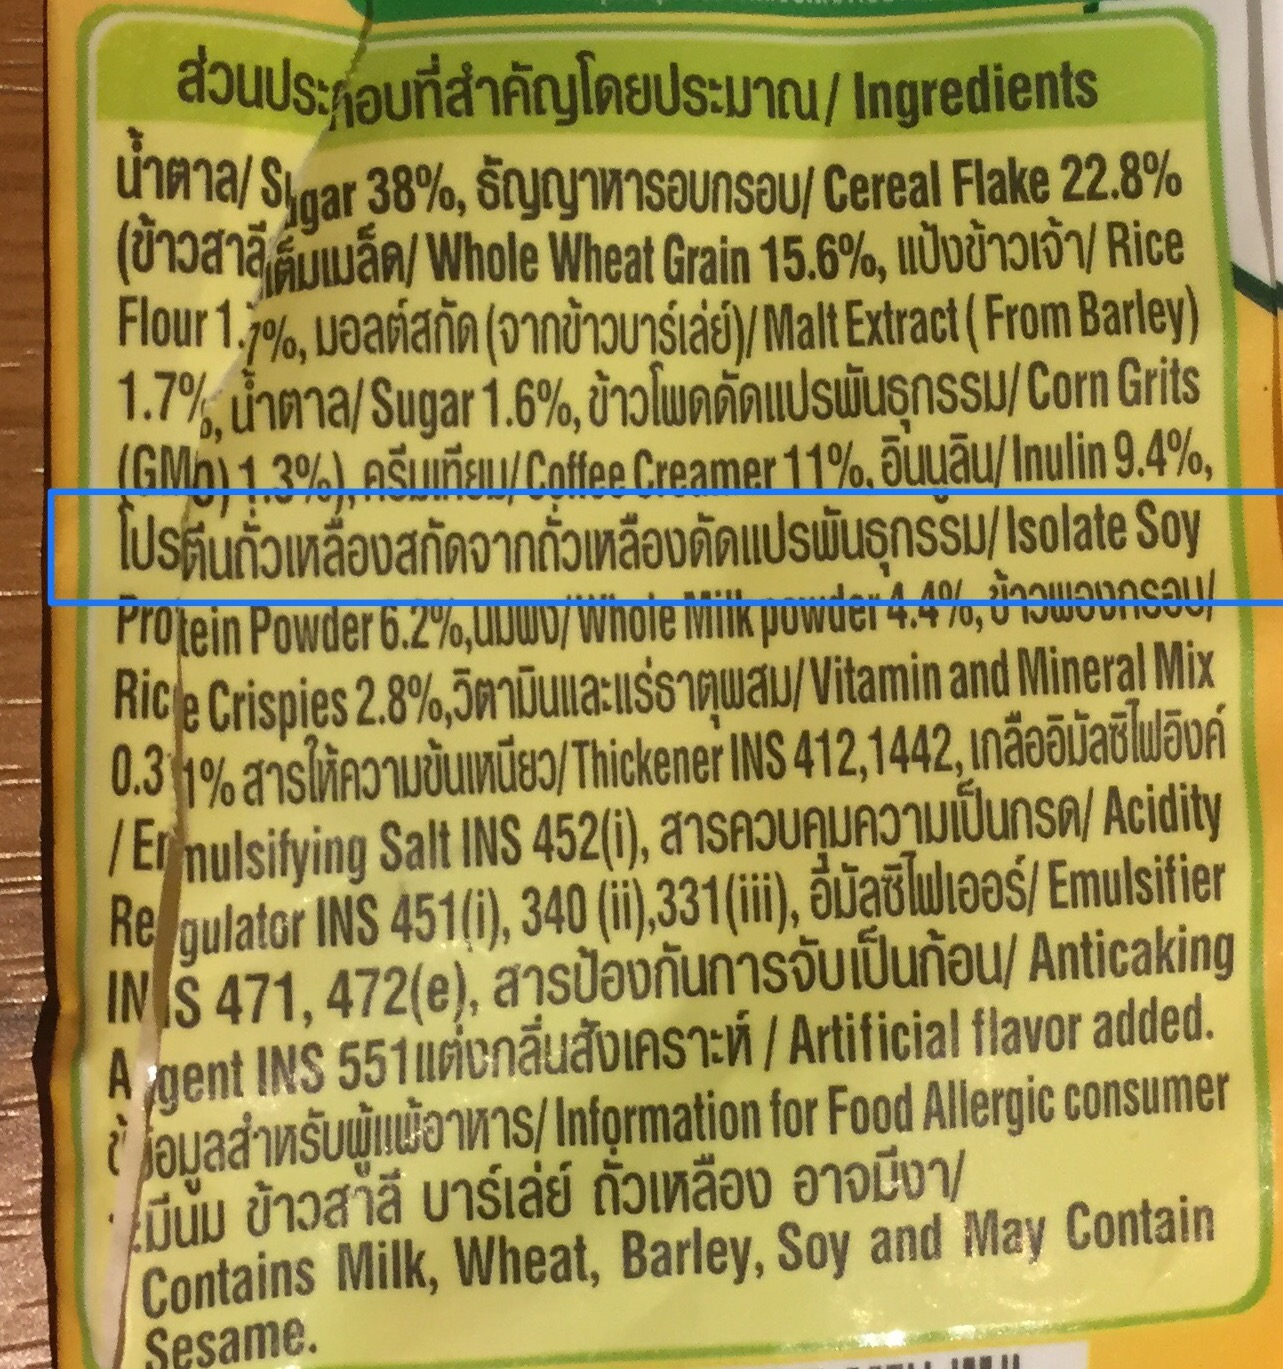 ส่วนประกอบที่สำคัญโดยประมาณ/ Ingredients
น้ำตาล/ Sugar 38%, ธัญญาหารอบกรอบ/ Cereal Flake 22.8%
(ข้าวสาลีเต็มเมล็ด/ Whole Wheat Grain 15.6%, แป้งข้าวเจ้า/ Rice
Flour 1.7%, มอลต์สกัด (จากข้าวบาร์เล่ย์)/ Malt Extract ( From Barley)
1.7%, น้ำตาล/ Sugar 1.6%, ข้าวโพดดัดแปรพันธุกรรม/ Corn Grits
(GMO) 1.3%), ครีมเทียม/ Coffee Creamer 11%, อินนูลิน/ Inulin 9.4%,
โปรตีนถั่วเหลืองสกัดจากถั่วเหลืองดัดแปรพันธุกรรม/ Isolate Soy
Protein Powder 6.2%,นมผง/ Whole Milk powder 4.4%, ข้าวพองกรอบ/
Rice Crispies 2.8%,วิตามินและแร่ธาตุผสม/ Vitamin and Mineral Mix
0.31% สารให้ความข้นเหนียว/ Thickener INS 412,1442, เกลืออิมัลซิไฟอิงค์
/ Emulsifying Salt INS 452(i), สารควบคุมความเป็นกรด/ Acidity
Regulator INS 451(i), 340 (ii),331(iii), อิมัลซิไฟเออร์/ Emulsifier
INS 471, 472(e), สารป้องกันการจับเป็นก้อน/ Anticaking
Agent INS 551แต่งกลิ่นสังเคราะห์ / Artificial flavor added.
ข้อมูลสำหรับผู้แพ้อาหาร/ Information for Food Allergic consumer
:มีนม ข้าวสาลี บาร์เล่ย์ ถั่วเหลือง อาจมีงา/
Contains Milk, Wheat, Barley, Soy and May Contain
Sesame.